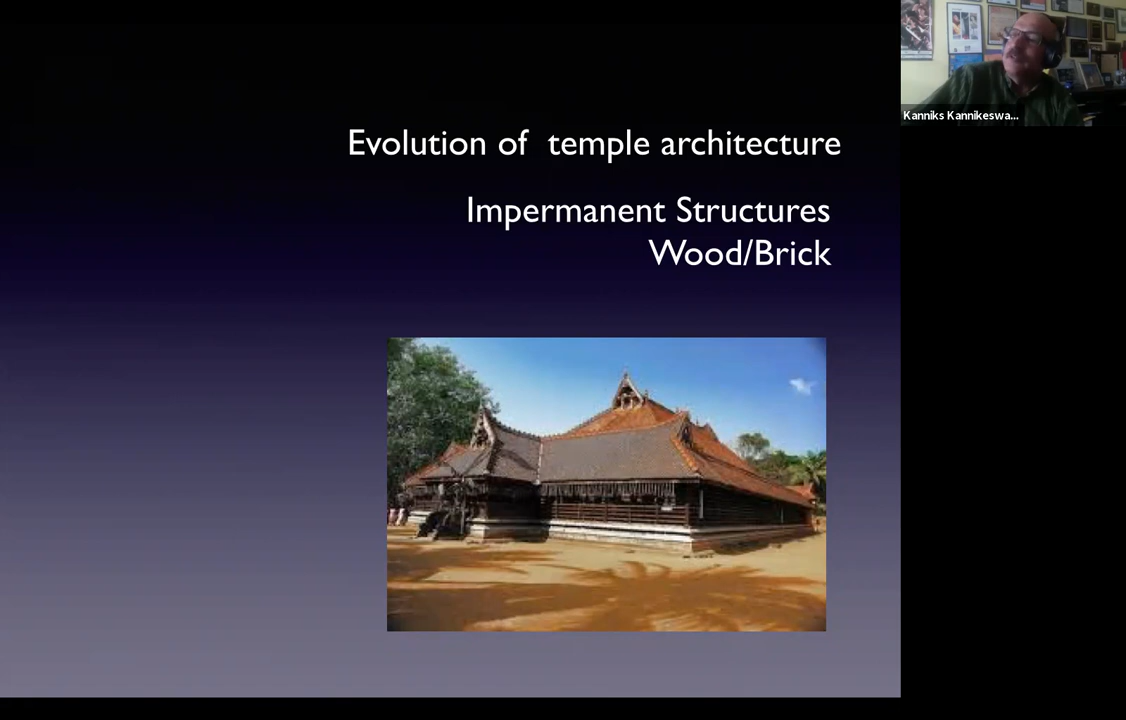 Evolution of temple architecture
Impermanent Structures
Wood/Brick
Kanniks Kannikeswa...